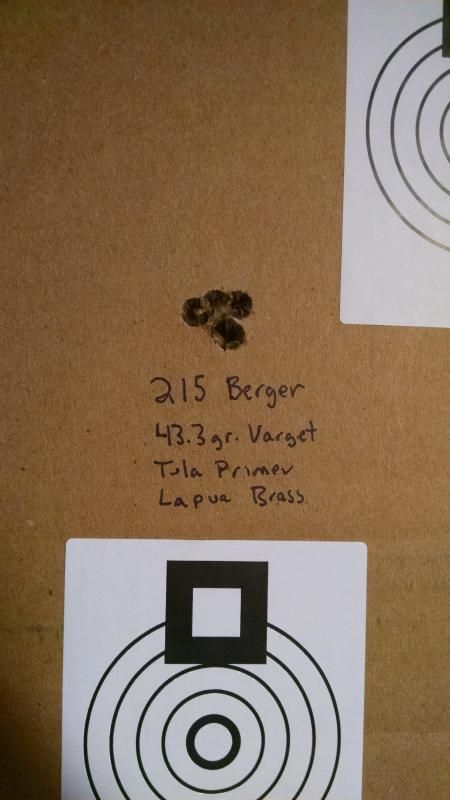 215 Berger
43.3gr. Varget
Tula Primer
Lapua Brass